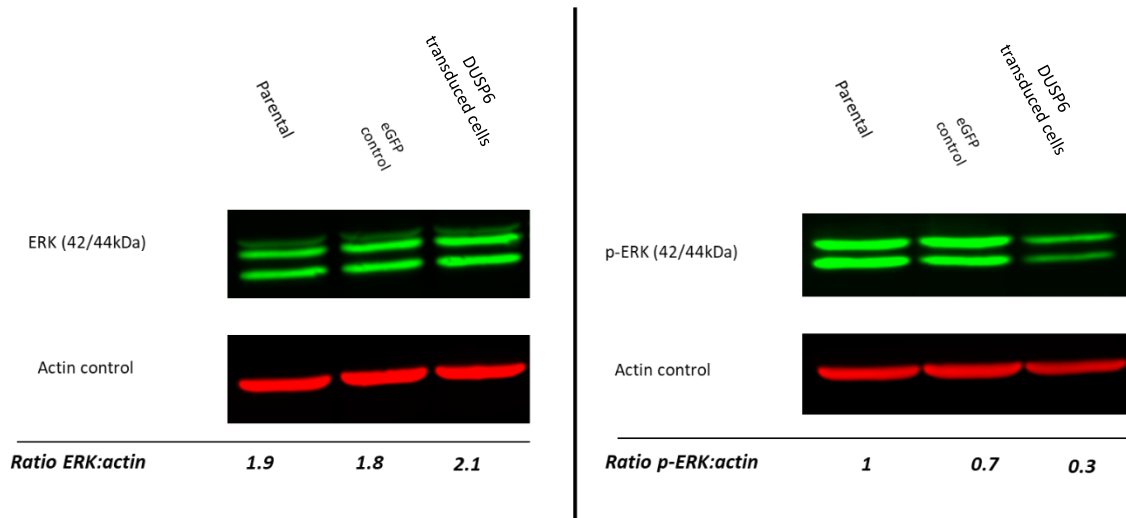 Parental
eGFP
control
DUSP6
transduced cells
ERK (42/44kDa)
Actin control
Ratio ERK:actin 1.9 1.8 2.1
Parental
eGFP
control
DUSP6
transduced cells
p-ERK (42/44kDa)
Actin control
Ratio p-ERK:actin 1 0.7 0.3